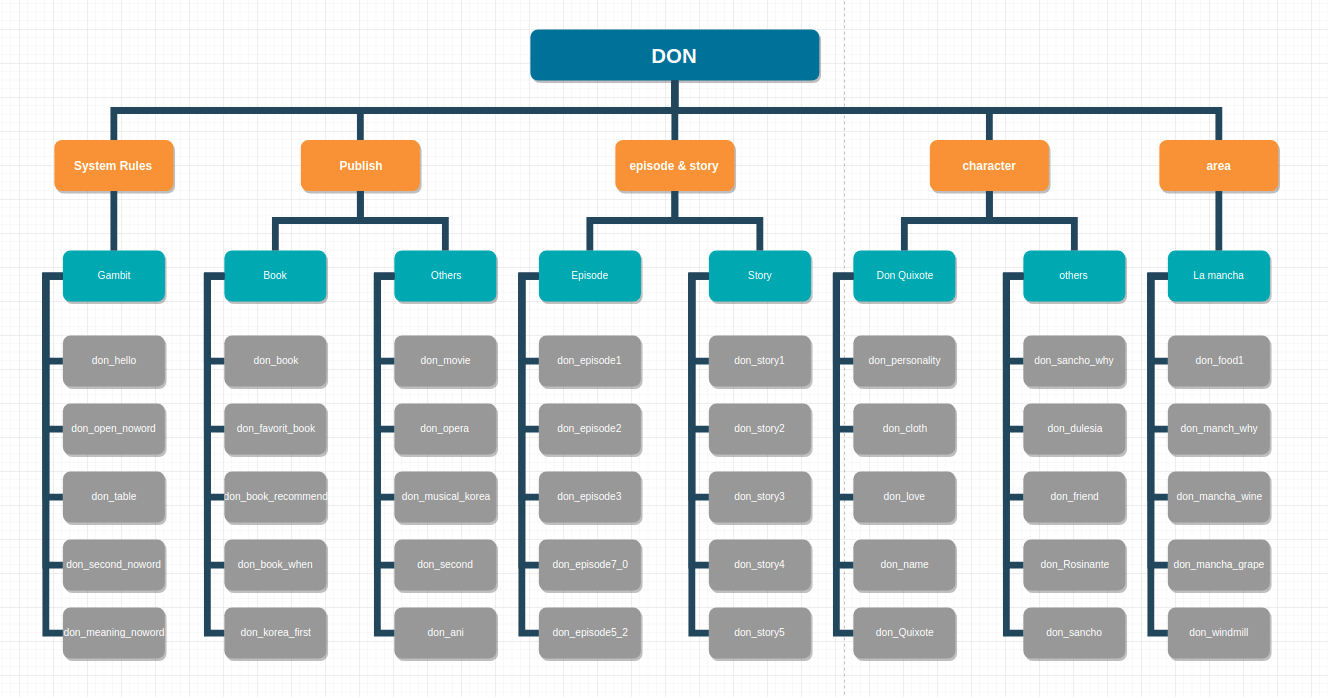 DON
System Rules
Publish
episode & story
character
area
Gambit
Book
Others
Episode
Story
Don Quixote
others
La mancha
don_hello
don_book
don_movie
don_episode1
don_story1
don_personality
don_sancho_why
don_food1
don_open_noword
don_favorit_book
don_opera
don_episode2
don_story2
don_cloth
don_dulesia
don_manch_why
don_table
don_book_recommend
don_musical_korea
don_episode3
don_story3
don_love
don_friend
don_mancha_wine
don_second_noword
don_book_when
don_second
don_episode7_0
don_story4
don_name
don_Rosinante
don_mancha_grape
don_meaning_noword
don_korea_first
don_ani
don_episode5_2
don_story5
don_Quixote
don_sancho
don_windmill